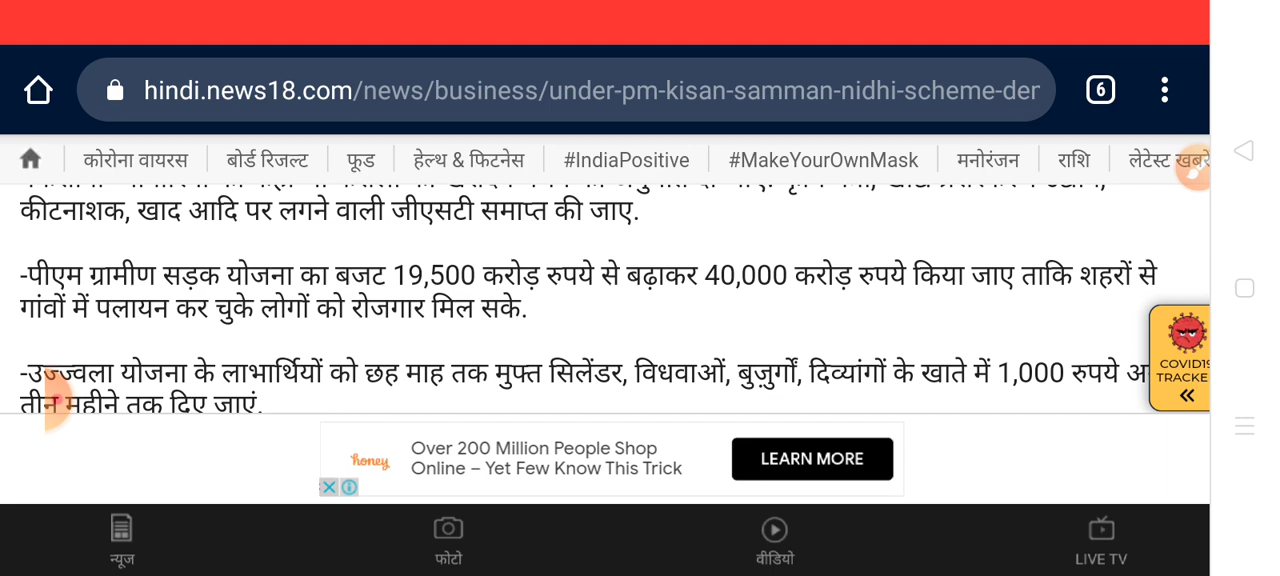 6
hindi.news18.com/news/business/under-pm-kisan-samman-nidhi-scheme-der
कोरोना वायरस बोर्ड रिजल्ट फूड हेल्थ & फिटनेस #IndiaPositive #MakeYourOwnMask मनोरंजन राशि लेटेस्ट खबरें
कीटनाशक, खाद आदि पर लगने वाली जीएसटी समाप्त की जाए.
-पीएम ग्रामीण सड़क योजना का बजट 19,500 करोड़ रुपये से बढ़ाकर 40,000 करोड़ रुपये किया जाए ताकि शहरों से
गांवों में पलायन कर चुके लोगों को रोजगार मिल सके.
-उज्ज्वला योजना के लाभार्थियों को छह माह तक मुफ्त सिलेंडर, विधवाओं, बुजुर्गों, दिव्यांगों के खाते में 1,000 रुपये
तीन महीने तक दिए जाएं.
COVID19
TRACKE
honey
Over 200 Million People Shop
Online – Yet Few Know This Trick
LEARN MORE
न्यूज फोटो वीडियो LIVE TV